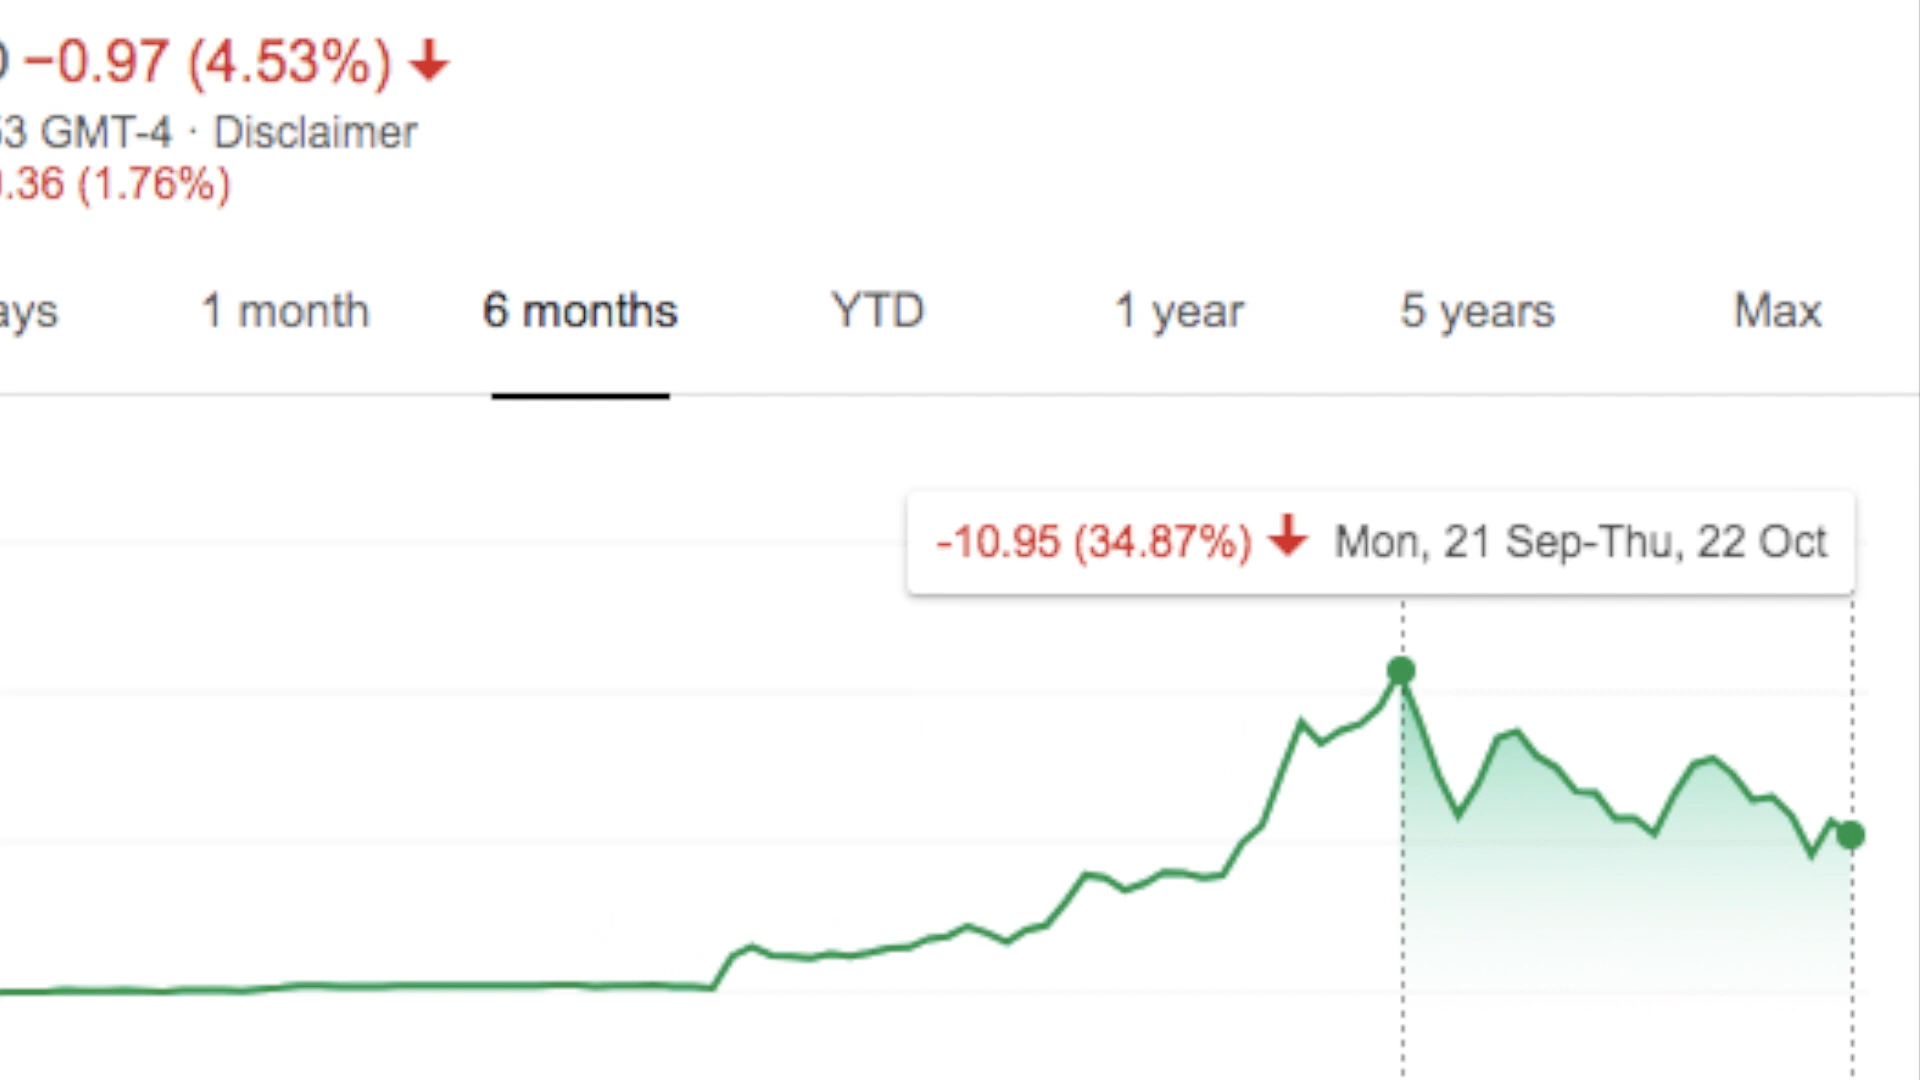 −0.97 (4.53%)
GMT-4 · Disclaimer
.36 (1.76%)
1 month 6 months YTD 1 year 5 years Max
-10.95 (34.87%) Mon, 21 Sep-Thu, 22 Oct